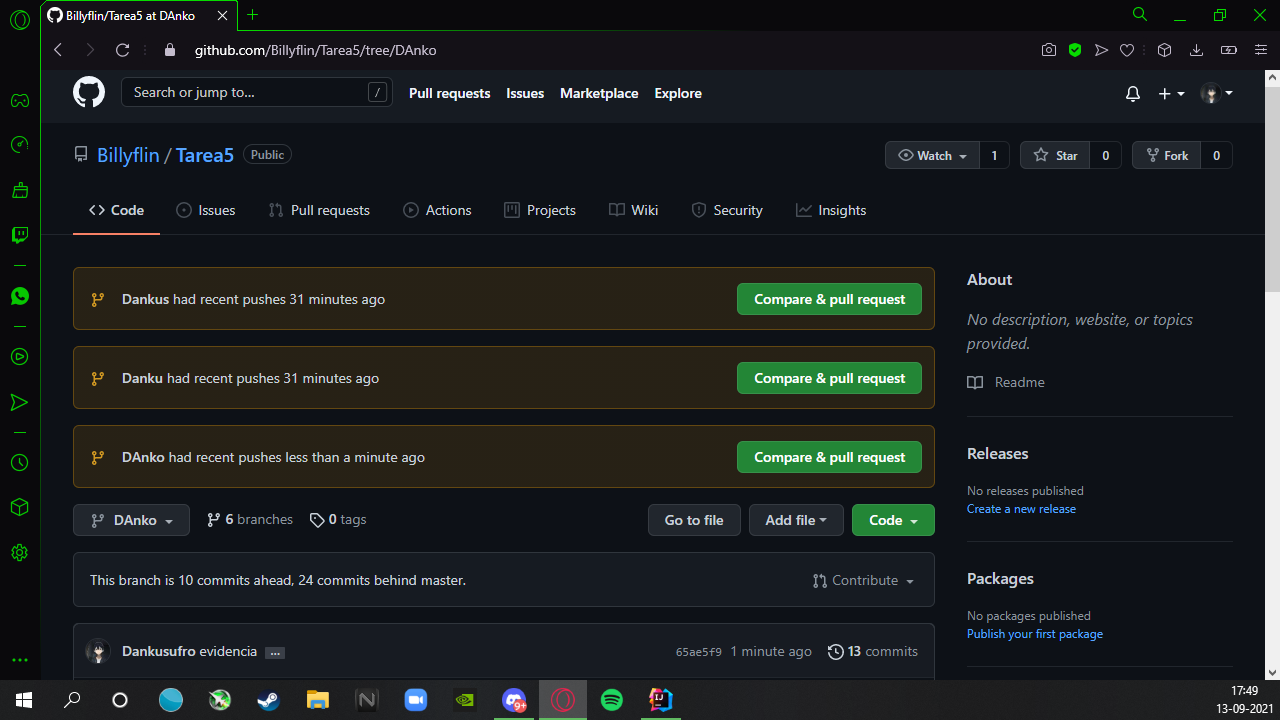 Billyflin/Tarea5 at DAnko
github.com/Billyflin/Tarea5/tree/DAnko
Search or jump to...
/
Pull requests
Issues
Marketplace
Explore
Billyflin / Tarea5
Public
Watch
1
Star
0
Fork
0
Code
Issues
Pull requests
Actions
Projects
Wiki
Security
Insights
Dankus had recent pushes 31 minutes ago
Compare & pull request
Danku had recent pushes 31 minutes ago
Compare & pull request
DAnko had recent pushes less than a minute ago
Compare & pull request
DAnko
6 branches
0 tags
Go to file
Add file
Code
This branch is 10 commits ahead, 24 commits behind master.
Contribute
Dankusufro evidencia ...
65ae5f9 1 minute ago
13 commits
About
No description, website, or topics
provided.
Readme
Releases
No releases published
Create a new release
Packages
No packages published
Publish your first package
9+
17:49
13-09-2021